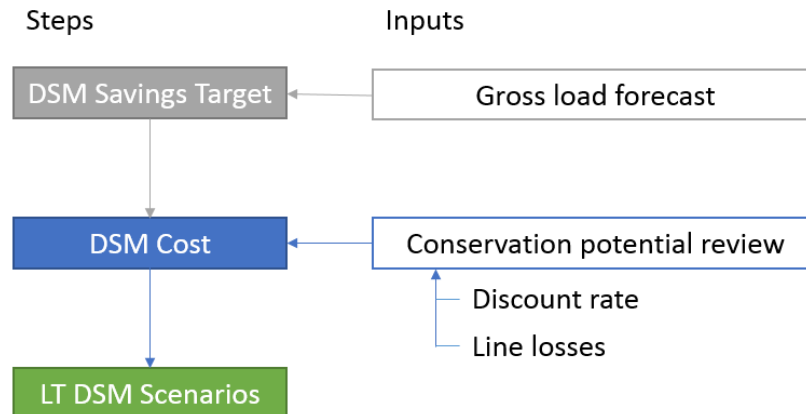 Steps
Inputs
DSM Savings Target
Gross load forecast
DSM Cost
Conservation potential review
Discount rate
Line losses
LT DSM Scenarios